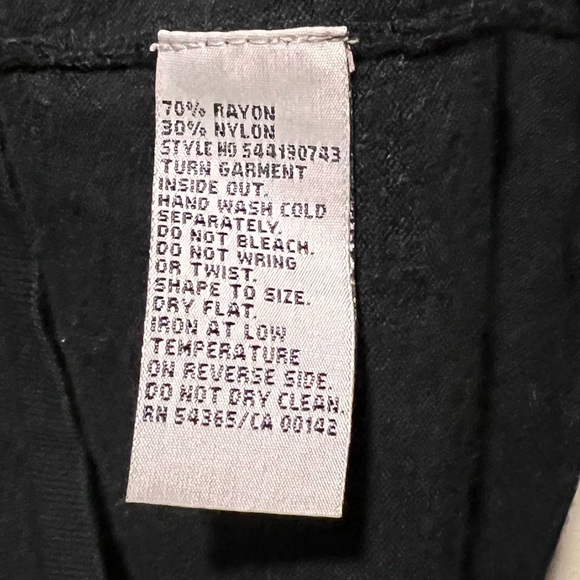 70% RAYON
30% NYLON
STYLE NO 544190743
TURN GARMENT
INSIDE OUT.
HAND WASH COLD
SEPARATELY.
DO NOT BLEACH.
DO NOT WRING
OR TWIST.
SHAPE TO SIZE.
DRY FLAT.
IRON AT LOW
TEMPERATURE
ON REVERSE SIDE.
DO NOT DRY CLEAN.
RN 54365/CA 00142